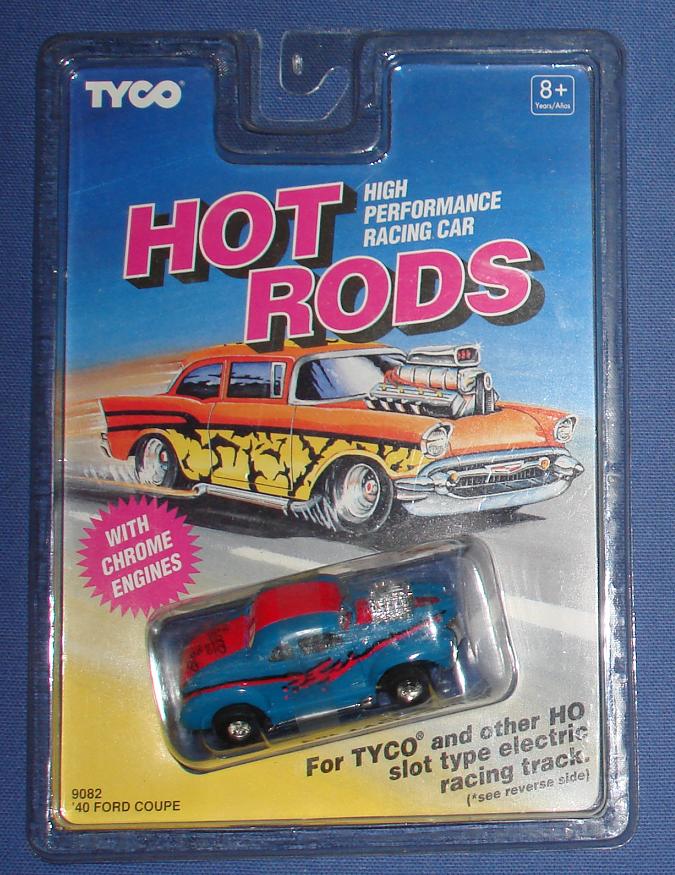 TYCO®
8+
Years/Años
HOT
RODS
HIGH
PERFORMANCE
RACING CAR
WITH
CHROME
ENGINES
For TYCO® and other HO
slot type electric
racing track.
(*see reverse side)
9082
'40 FORD COUPE